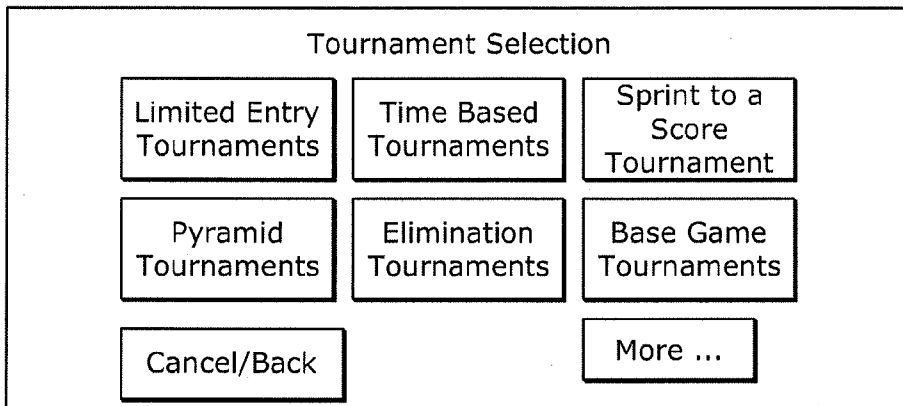 Tournament Selection
Limited Entry
Tournaments
Time Based
Tournaments
Sprint to a
Score
Tournament
Pyramid
Tournaments
Elimination
Tournaments
Base Game
Tournaments
Cancel/Back
More ...